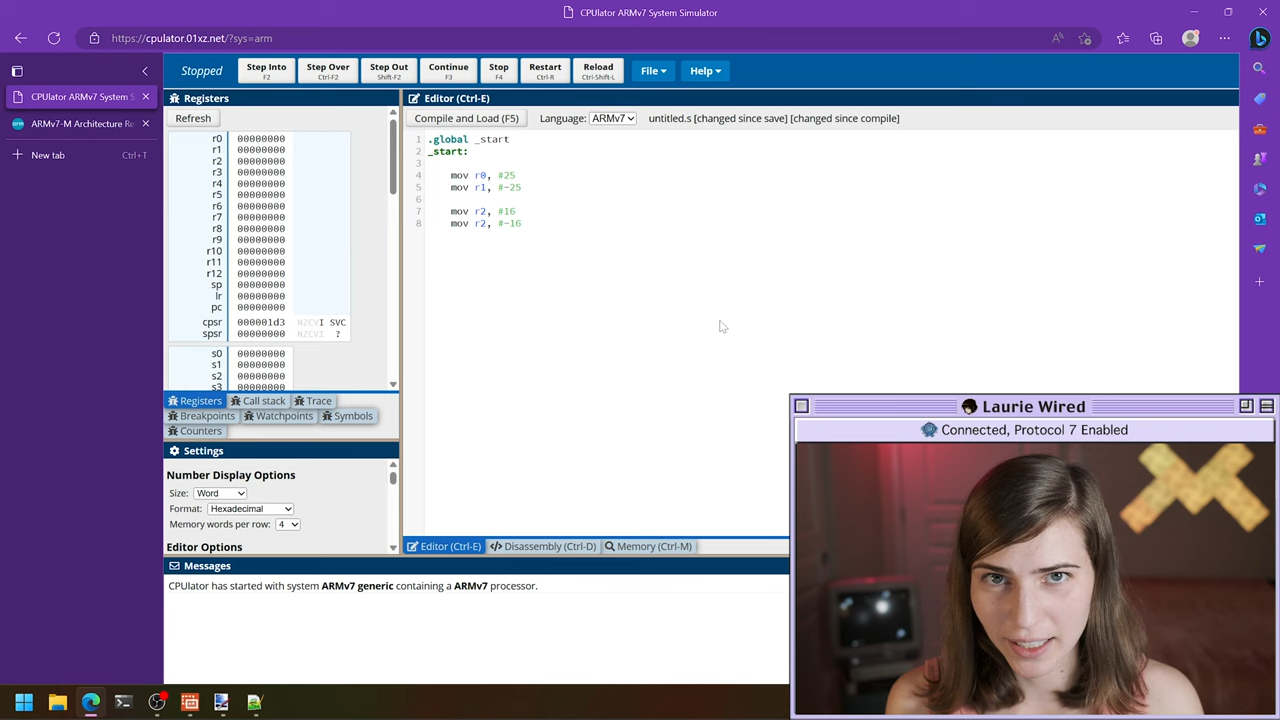 CPUlator ARMv7 System Simulator
https://cpulator.01xz.net/?sys=arm
CPUlator ARMv7 System S
ARMv7-M Architecture Re
New tab Ctrl+T
Stopped
Step Into F2
Step Over Ctrl-F2
Step Out Shift-F2
Continue F3
Stop F4
Restart Ctrl-R
Reload Ctrl-Shift-L
File
Help
Registers
Refresh
r0 00000000
r1 00000000
r2 00000000
r3 00000000
r4 00000000
r5 00000000
r6 00000000
r7 00000000
r8 00000000
r9 00000000
r10 00000000
r11 00000000
r12 00000000
sp 00000000
lr 00000000
pc 00000000
cpsr 000001d3 NZCVI SVC
spsr 00000000 NZCVI ?
s0 00000000
s1 00000000
s2 00000000
s3 00000000
Registers Call stack Trace
Breakpoints Watchpoints Symbols
Counters
Settings
Number Display Options
Size: Word
Format: Hexadecimal
Memory words per row: 4
Editor Options
Editor (Ctrl-E)
Compile and Load (F5) Language: ARMv7 untitled.s [changed since save] [changed since compile]
1 .global _start
2 _start:
3
4 mov r0, #25
5 mov r1, #-25
6
7 mov r2, #16
8 mov r2, #-16
Editor (Ctrl-E) Disassembly (Ctrl-D) Memory (Ctrl-M)
Messages
CPUlator has started with system ARMv7 generic containing a ARMv7 processor.
Laurie Wired
Connected, Protocol 7 Enabled